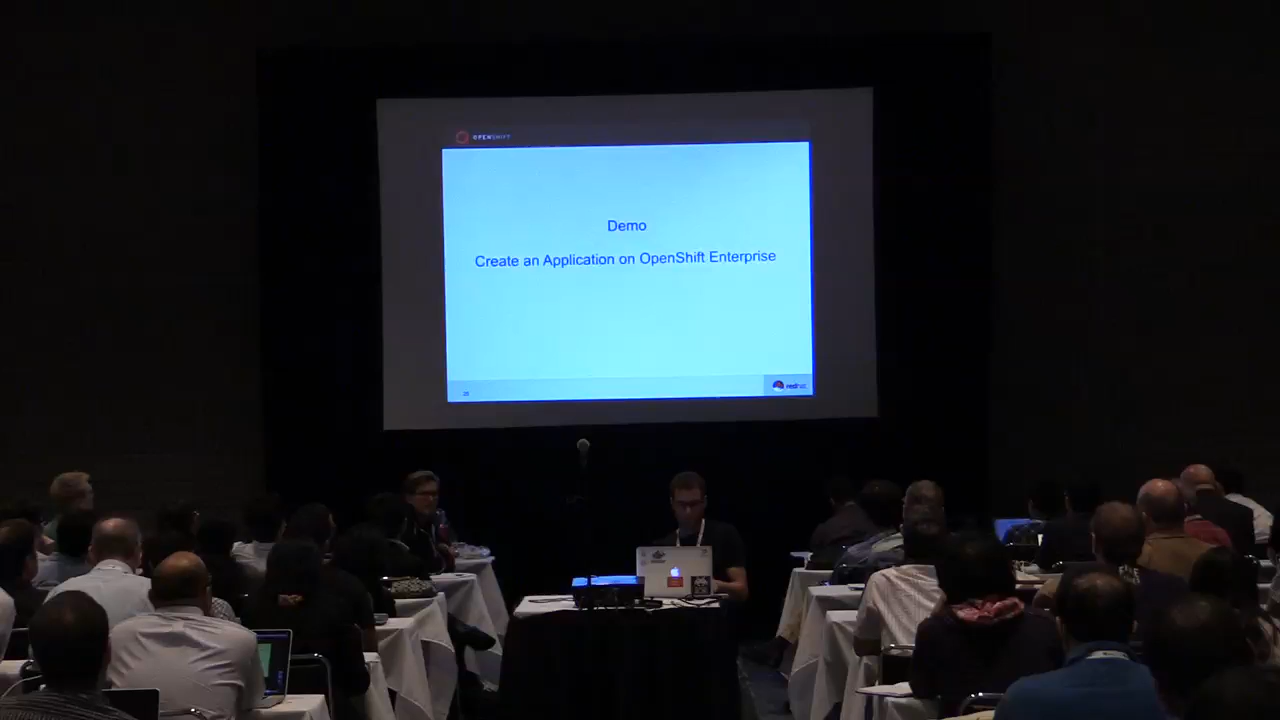 OPENSHIFT
Demo
Create an Application on OpenShift Enterprise
redhat